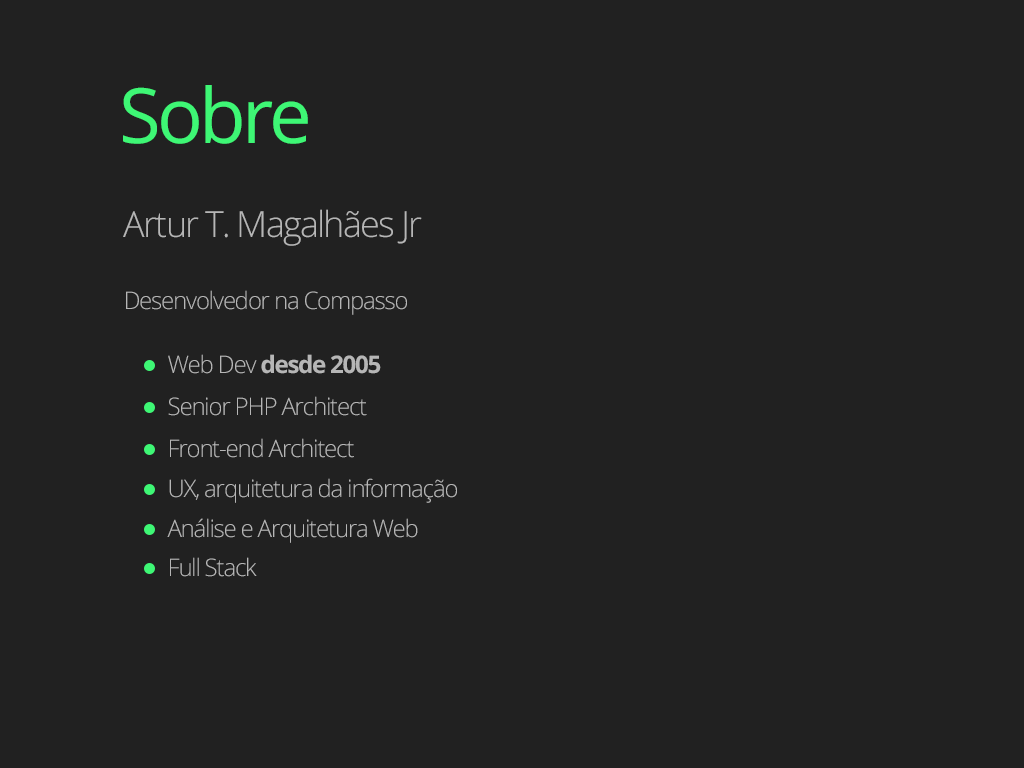 Sobre
Artur T. Magalhães Jr
Desenvolvedor na Compasso
Web Dev desde 2005
Senior PHP Architect
Front-end Architect
UX, arquitetura da informação
Análise e Arquitetura Web
Full Stack